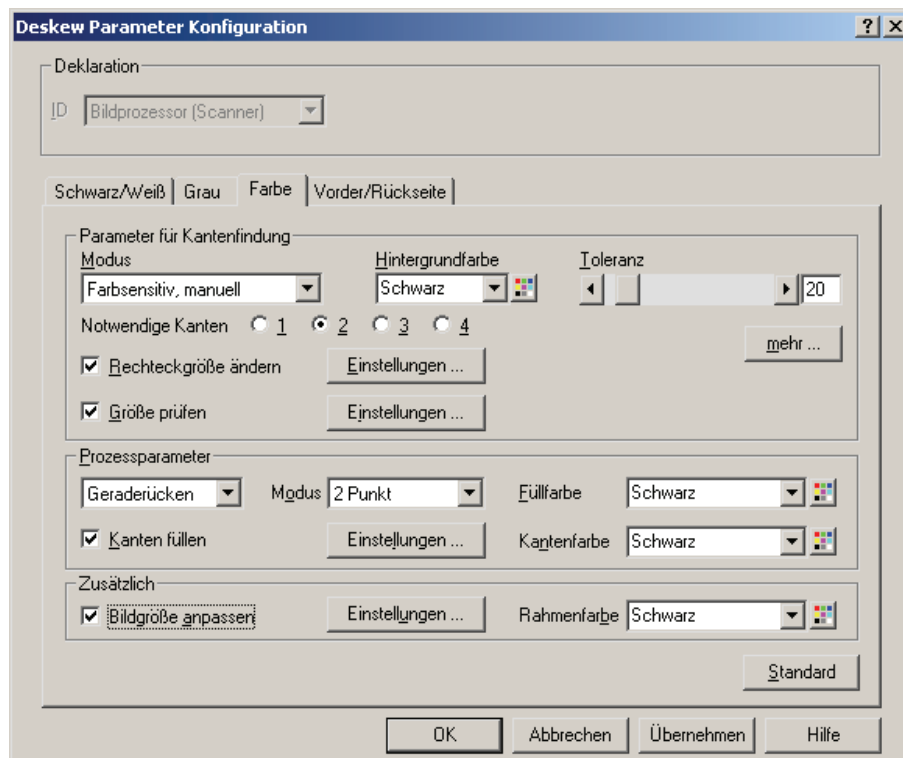 Deskew Parameter Konfiguration
Deklaration
ID Bildprozessor (Scanner)
Schwarz/Weiß Grau Farbe Vorder/Rückseite
Parameter für Kantenfindung
Modus Hintergrundfarbe Toleranz
Farbsensitiv, manuell Schwarz 20
Notwendige Kanten 1 2 3 4
mehr ...
Rechteckgröße ändern Einstellungen ...
Größe prüfen Einstellungen ...
Prozessparameter
Geraderücken Modus 2 Punkt Füllfarbe Schwarz
Kanten füllen Einstellungen ... Kantenfarbe Schwarz
Zusätzlich
Bildgröße anpassen Einstellungen ... Rahmenfarbe Schwarz
Standard
OK Abbrechen Übernehmen Hilfe